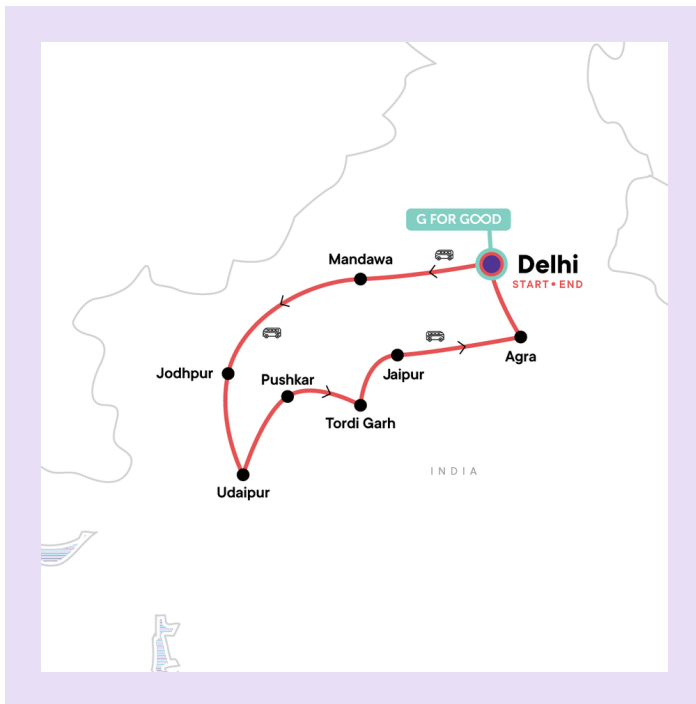 G FOR GOOD
Delhi
START • END
Mandawa
Agra
Jaipur
Jodhpur
Pushkar
Tordi Garh
INDIA
Udaipur